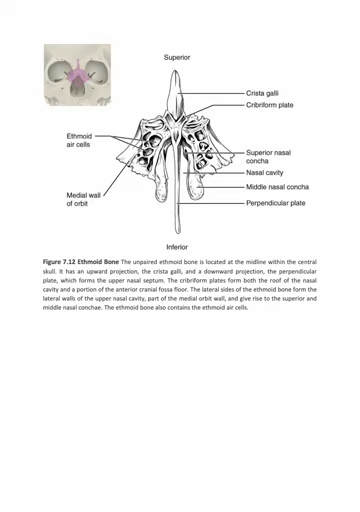 Superior
Crista galli
Cribriform plate
Ethmoid
air cells
Superior nasal
concha
Nasal cavity
Medial wall
of orbit
Middle nasal concha
Perpendicular plate
Inferior
Figure 7.12 Ethmoid Bone The unpaired ethmoid bone is located at the midline within the central
skull. It has an upward projection, the crista galli, and a downward projection, the perpendicular
plate, which forms the upper nasal septum. The cribriform plates form both the roof of the nasal
cavity and a portion of the anterior cranial fossa floor. The lateral sides of the ethmoid bone form the
lateral walls of the upper nasal cavity, part of the medial orbit wall, and give rise to the superior and
middle nasal conchae. The ethmoid bone also contains the ethmoid air cells.